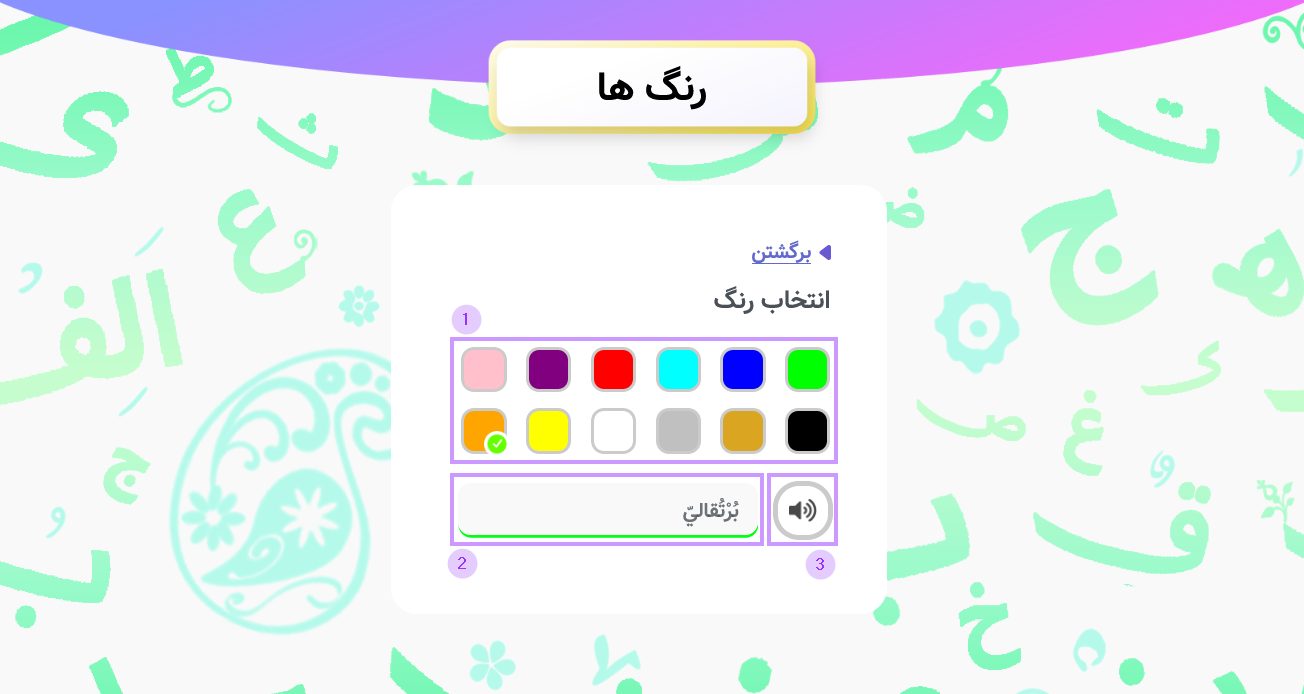 رنگ ها
برگشتن
انتخاب رنگ
1
بُرْتُقاليّ
2
3